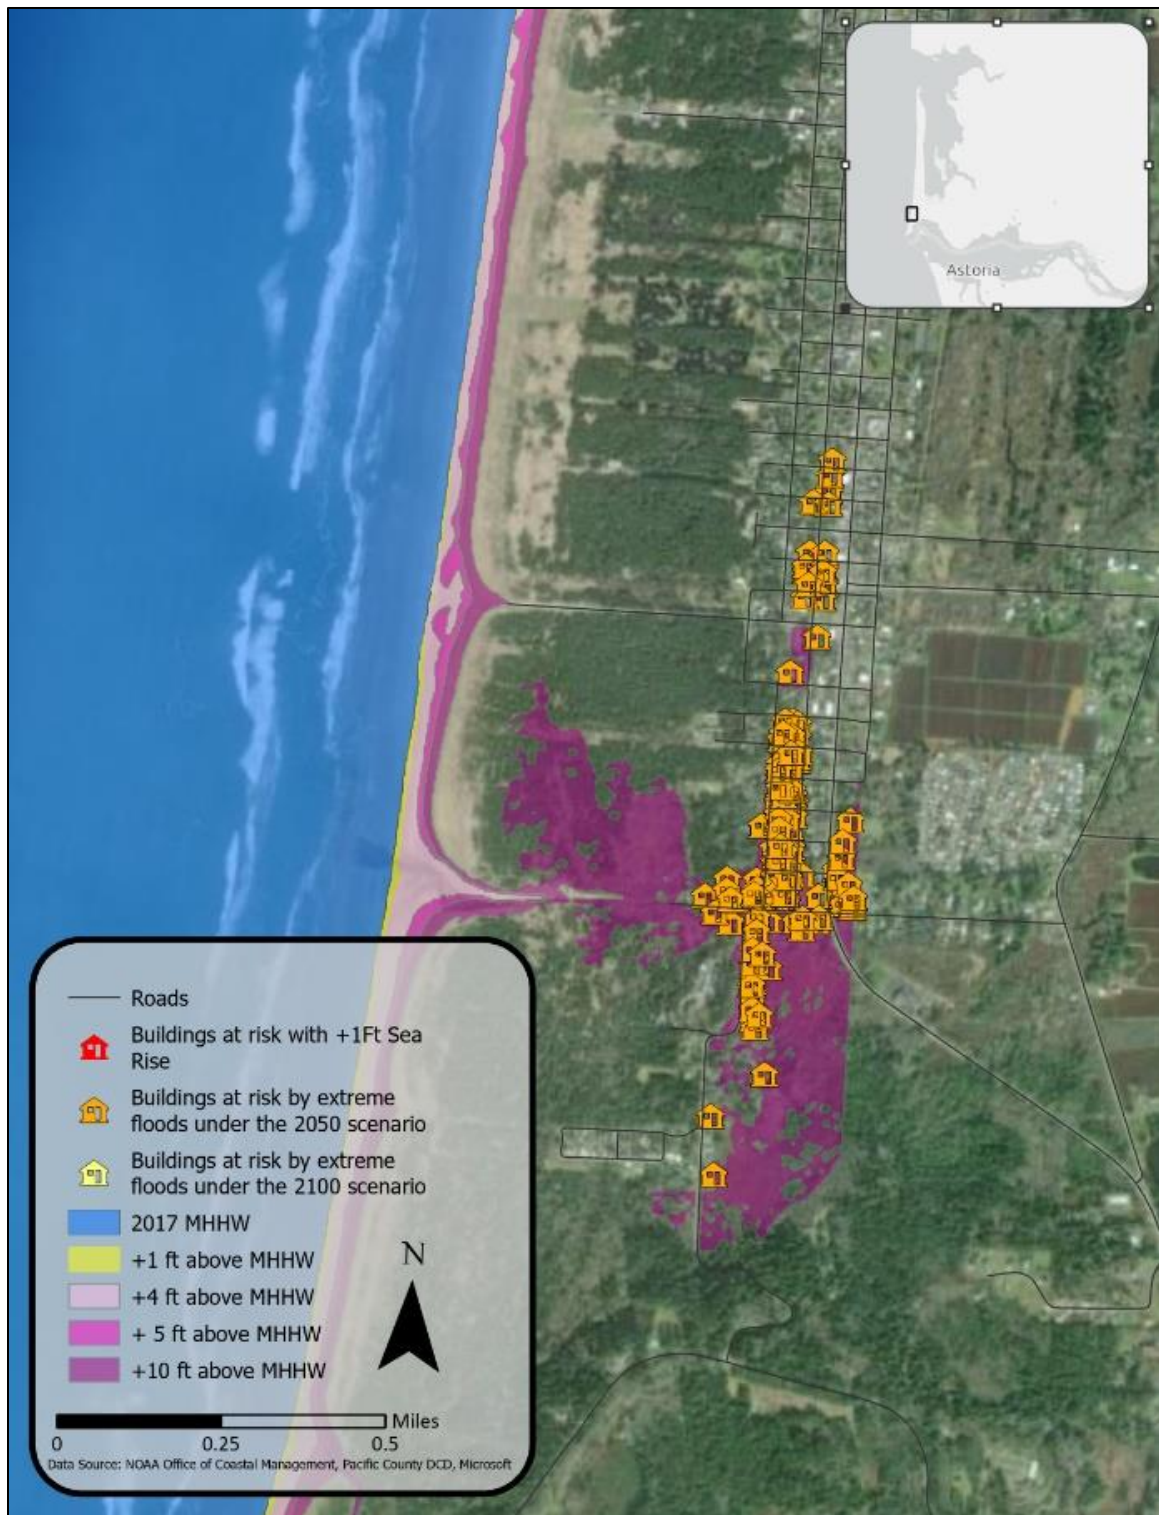 Astoria
Roads
Buildings at risk with +1Ft Sea
Rise
Buildings at risk by extreme
floods under the 2050 scenario
Buildings at risk by extreme
floods under the 2100 scenario
2017 MHHW
+1 ft above MHHW
+4 ft above MHHW
+ 5 ft above MHHW
+10 ft above MHHW
N
Miles
0 0.25 0.5
Data Source: NOAA Office of Coastal Management, Pacific County DCD, Microsoft